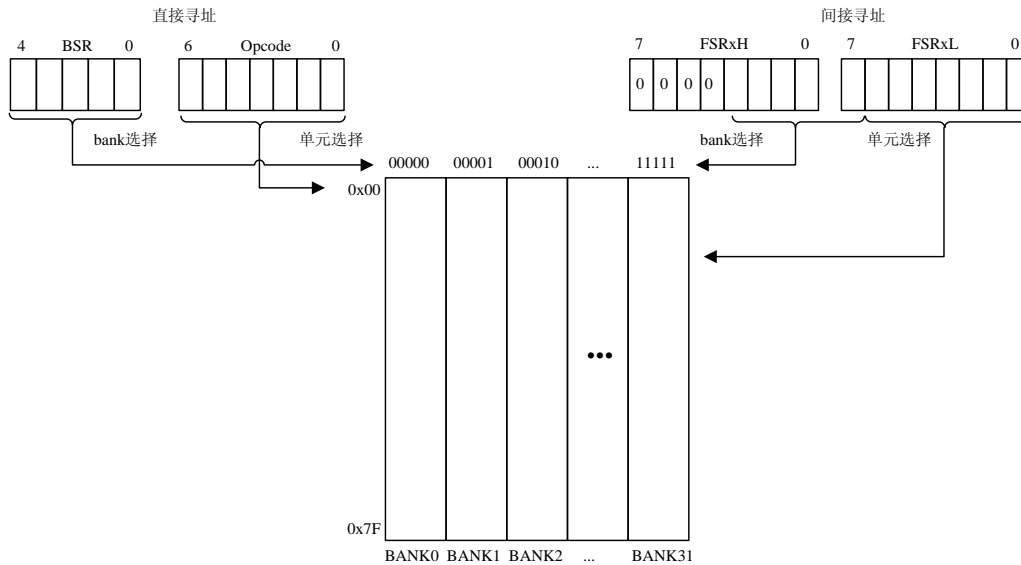 直接寻址 间接寻址
4 BSR 0 6 Opcode 0 7 FSRxH 0 7 FSRxL 0
0 0 0 0
bank选择 单元选择 bank选择 单元选择
00000 00001 00010 ... 11111
0x00
•••
0x7F
BANK0 BANK1 BANK2 ... BANK31